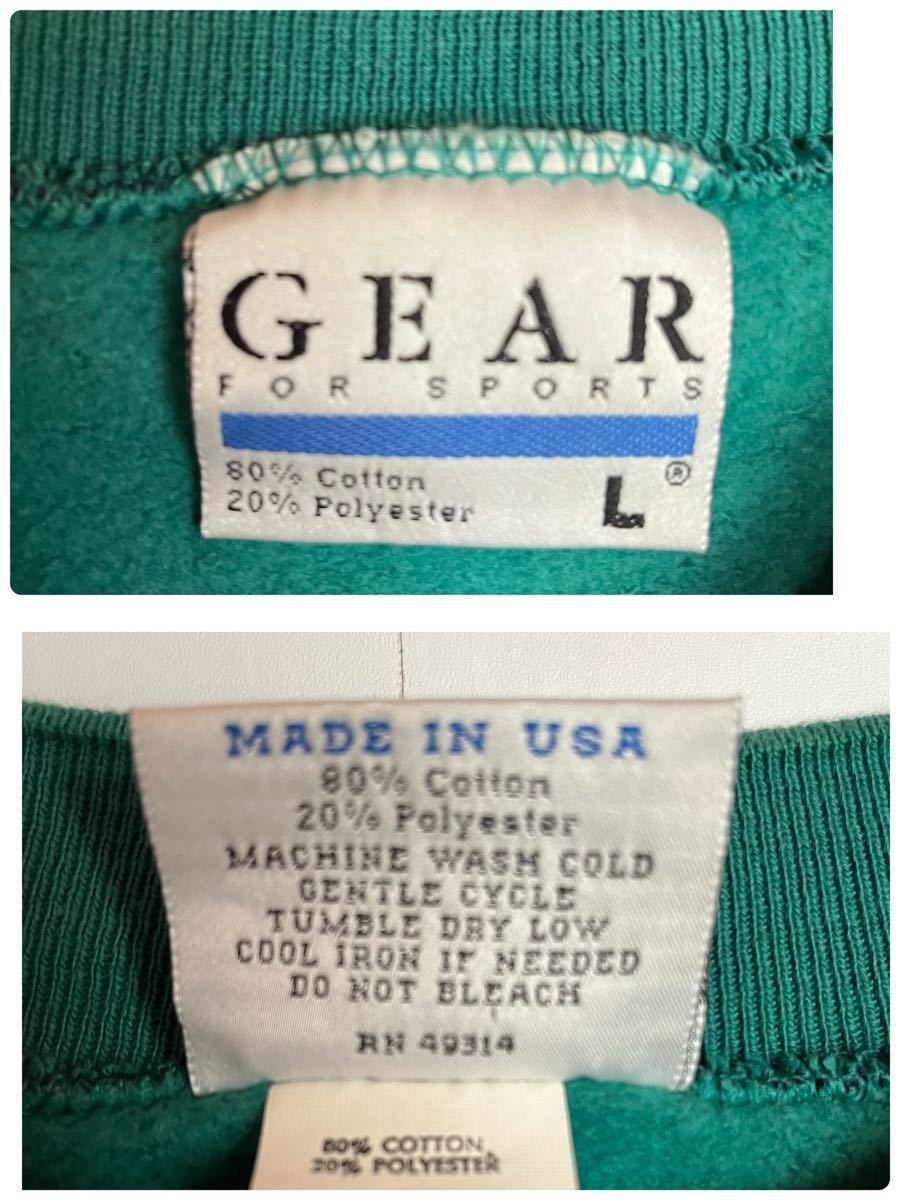 GEAR
FOR SPORTS
80% Cotton
20% Polyester
L ®
MADE IN USA
80% Cotton
20% Polyester
MACHINE WASH COLD
GENTLE CYCLE
TUMBLE DRY LOW
COOL IRON IF NEEDED
DO NOT BLEACH
RN 49314
80% COTTON,
20% POLYESTER